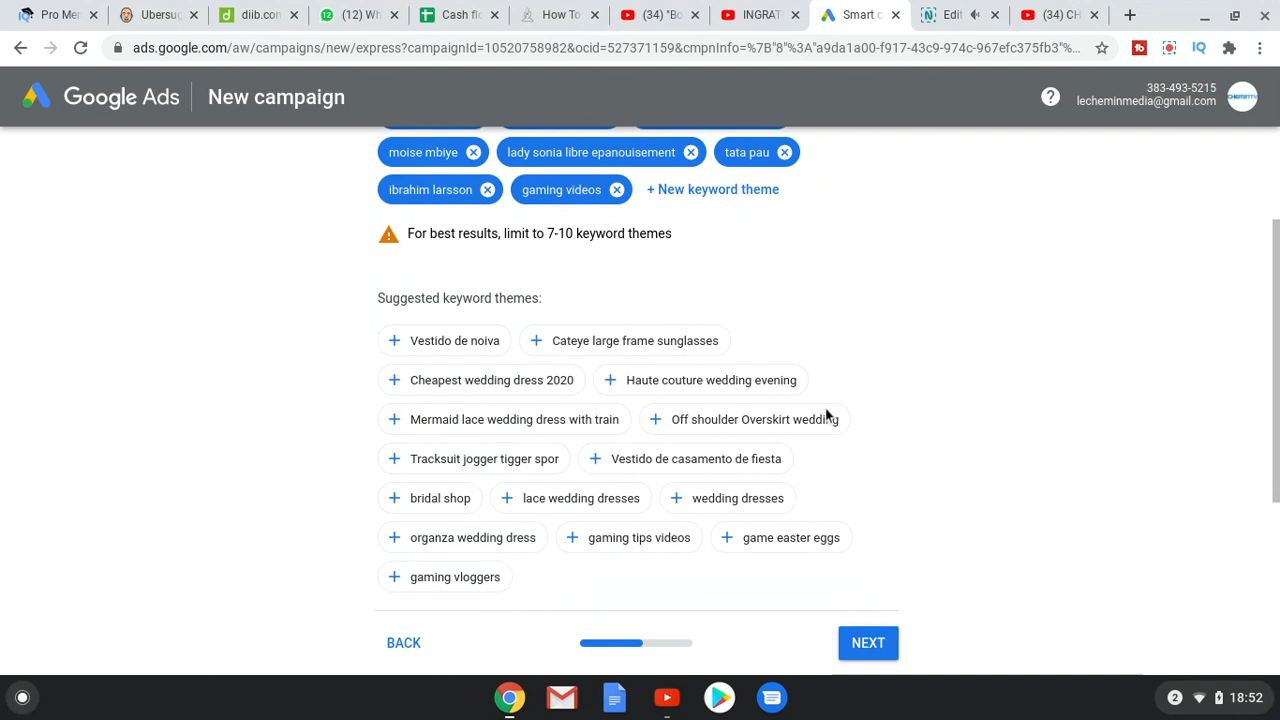 Pro Mer
Ubersug
diib.com
(12) Wh
Cash fl
How To
(34) "Bo
INGRAT
Smart c
Edit
(34) CH
ads.google.com/aw/campaigns/new/express?campaignId=10520758982&ocid=527371159&cmpnInfo=%7B"8"%3A"a9da1a00-f917-43c9-974c-967efc375fb3"%...
Google Ads
New campaign
383-493-5215
lecheminmedia@gmail.com
moise mbiye
lady sonia libre epanouisement
tata pau
ibrahim larsson
gaming videos
+ New keyword theme
For best results, limit to 7-10 keyword themes
Suggested keyword themes:
+ Vestido de noiva
+ Cateye large frame sunglasses
+ Cheapest wedding dress 2020
+ Haute couture wedding evening
+ Mermaid lace wedding dress with train
+ Off shoulder Overskirt wedding
+ Tracksuit jogger tigger spor
+ Vestido de casamento de fiesta
+ bridal shop
+ lace wedding dresses
+ wedding dresses
+ organza wedding dress
+ gaming tips videos
+ game easter eggs
+ gaming vloggers
BACK
NEXT
2
18:52